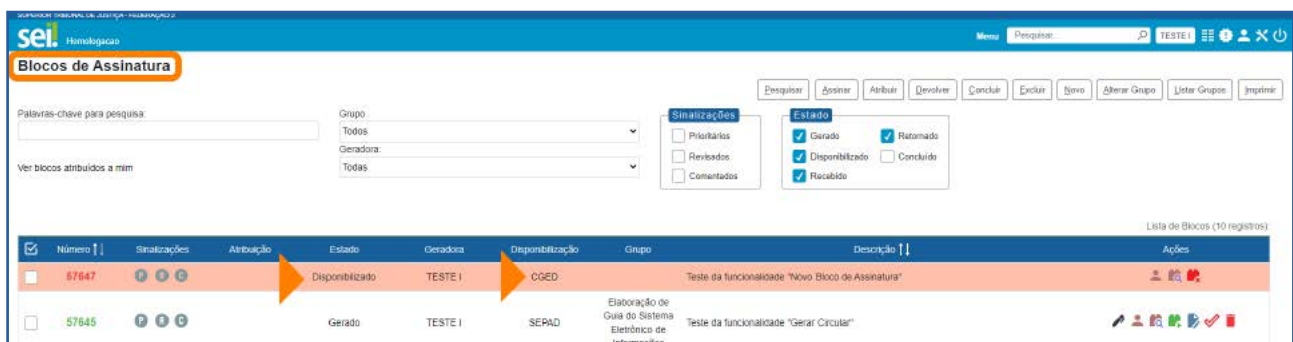 SUPERIOR TRIBUNAL DE JUSTIÇA - FEDERAÇÃO 2
sei. Homologacao
Menu Pesquisar... TESTE I
Blocos de Assinatura
Pesquisar Assinar Atribuir Devolver Concluir Excluir Novo Alterar Grupo Listar Grupos Imprimir
Palavras-chave para pesquisa:
Grupo
Todos
Geradora:
Todas
Ver blocos atribuídos a mim
Sinalizações
Prioritários
Revisados
Comentados
Estado
Gerado Retornado
Disponibilizado Concluído
Recebido
Lista de Blocos (10 registros):
Número Sinalizações Atribuição Estado Geradora Disponibilização Grupo Descrição Ações
57647 P R C Disponibilizado TESTE I CGED Teste da funcionalidade "Novo Bloco de Assinatura"
57645 P R C Gerado TESTE I SEPAD Elaboração de Guia do Sistema Eletrônico de Informações Teste da funcionalidade "Gerar Circular"